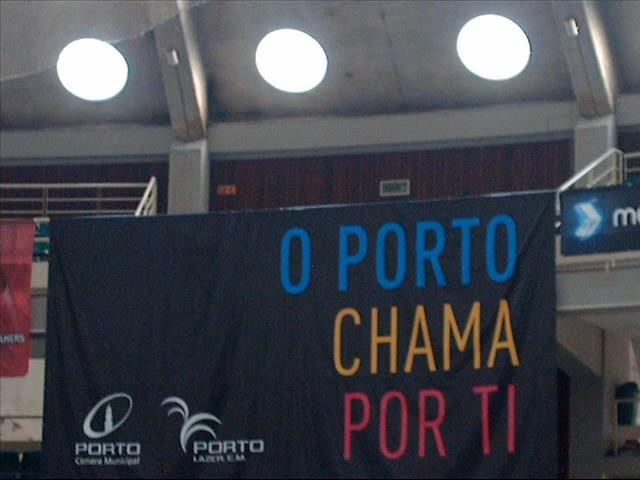 O PORTO
CHAMA
POR TI
PORTO
Câmara Municipal
PORTO
LAZER, E.M.